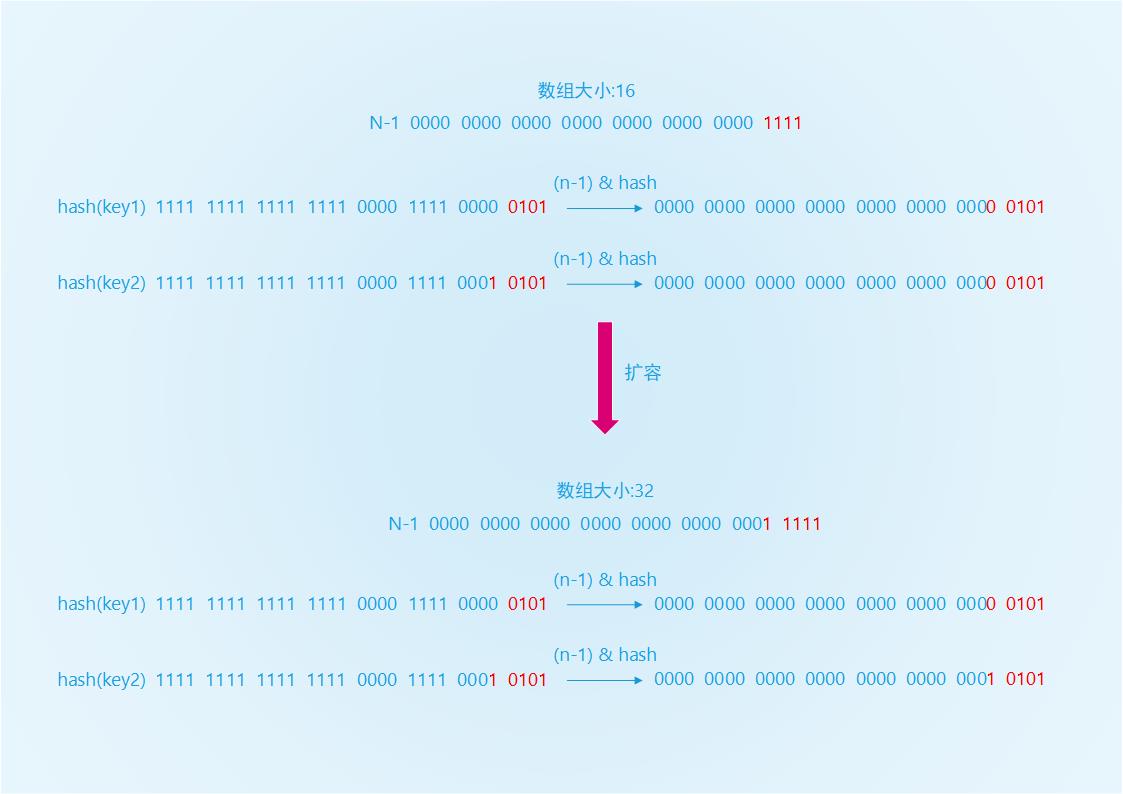 数组大小:16
N-1 0000 0000 0000 0000 0000 0000 0000 1111
(n-1) & hash
hash(key1) 1111 1111 1111 1111 0000 1111 0000 0101 0000 0000 0000 0000 0000 0000 0000 0101
(n-1) & hash
hash(key2) 1111 1111 1111 1111 0000 1111 0001 0101 0000 0000 0000 0000 0000 0000 0000 0101
扩容
数组大小:32
N-1 0000 0000 0000 0000 0000 0000 0001 1111
(n-1) & hash
hash(key1) 1111 1111 1111 1111 0000 1111 0000 0101 0000 0000 0000 0000 0000 0000 0000 0101
(n-1) & hash
hash(key2) 1111 1111 1111 1111 0000 1111 0001 0101 0000 0000 0000 0000 0000 0000 0001 0101